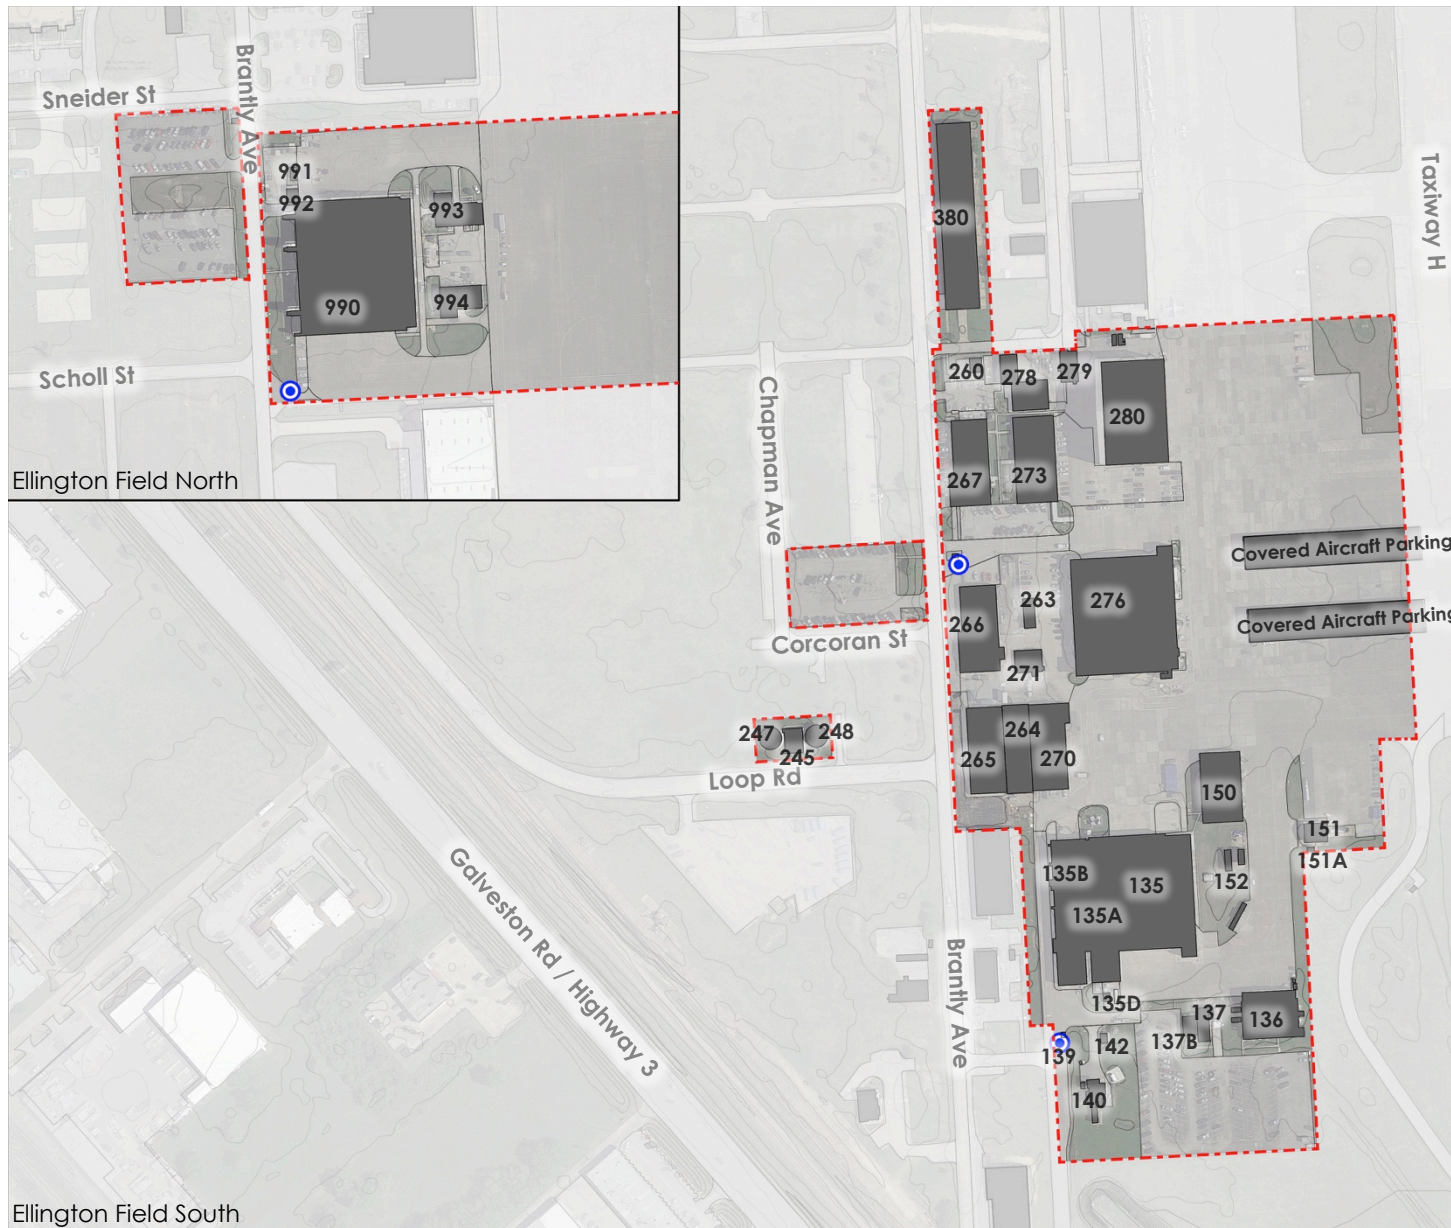 Sneider St
Brantly Ave
991
992
993
990
994
Scholl St
Ellington Field North
380
Taxiway H
260
278
279
280
Chapman Ave
267
273
Covered Aircraft Parking
263
276
266
Covered Aircraft Parking
Corcoran St
271
247
248
264
245
265
270
Loop Rd
150
151
151A
135B
135
152
135A
Galveston Rd / Highway 3
Brantly Ave
135D
137
136
137B
139
142
140
Ellington Field South